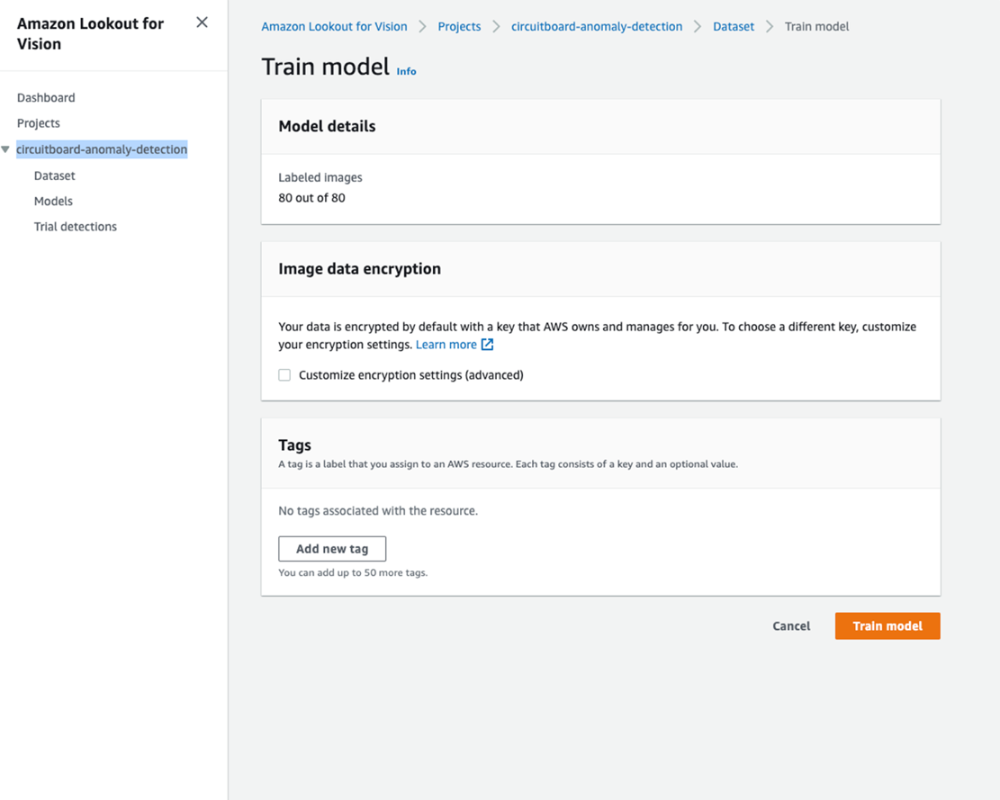 Amazon Lookout for
Vision
Dashboard
Projects
circuitboard-anomaly-detection
Dataset
Models
Trial detections
Amazon Lookout for Vision Projects circuitboard-anomaly-detection Dataset Train model
Train model Info
Model details
Labeled images
80 out of 80
Image data encryption
Your data is encrypted by default with a key that AWS owns and manages for you. To choose a different key, customize
your encryption settings. Learn more
Customize encryption settings (advanced)
Tags
A tag is a label that you assign to an AWS resource. Each tag consists of a key and an optional value.
No tags associated with the resource.
Add new tag
You can add up to 50 more tags.
Cancel Train model